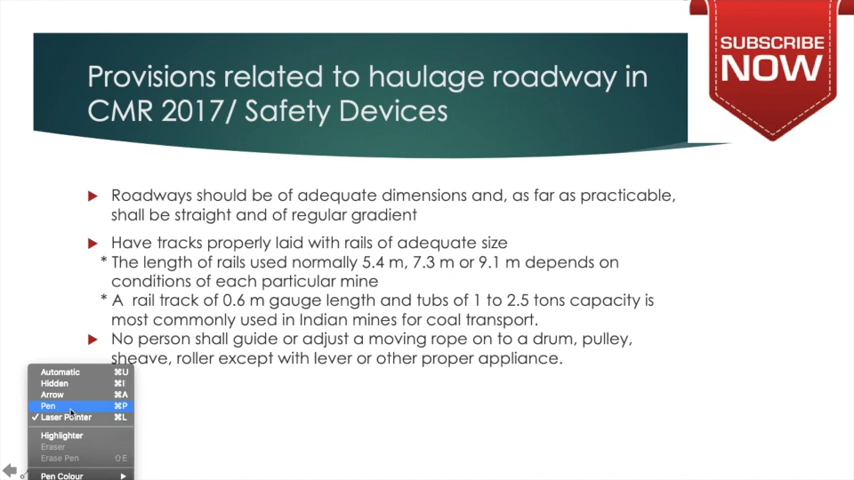 SUBSCRIBE
NOW
Provisions related to haulage roadway in
CMR 2017/ Safety Devices
Roadways should be of adequate dimensions and, as far as practicable,
shall be straight and of regular gradient
Have tracks properly laid with rails of adequate size
* The length of rails used normally 5.4 m, 7.3 m or 9.1 m depends on
conditions of each particular mine
* A rail track of 0.6 m gauge length and tubs of 1 to 2.5 tons capacity is
most commonly used in Indian mines for coal transport.
No person shall guide or adjust a moving rope on to a drum, pulley,
sheave, roller except with lever or other proper appliance.
Automatic ⌘U
Hidden ⌘I
Arrow ⌘A
Pen ⌘P
✓ Laser Pointer ⌘L
Highlighter
Eraser
Erase Pen ⇧E
Pen Colour